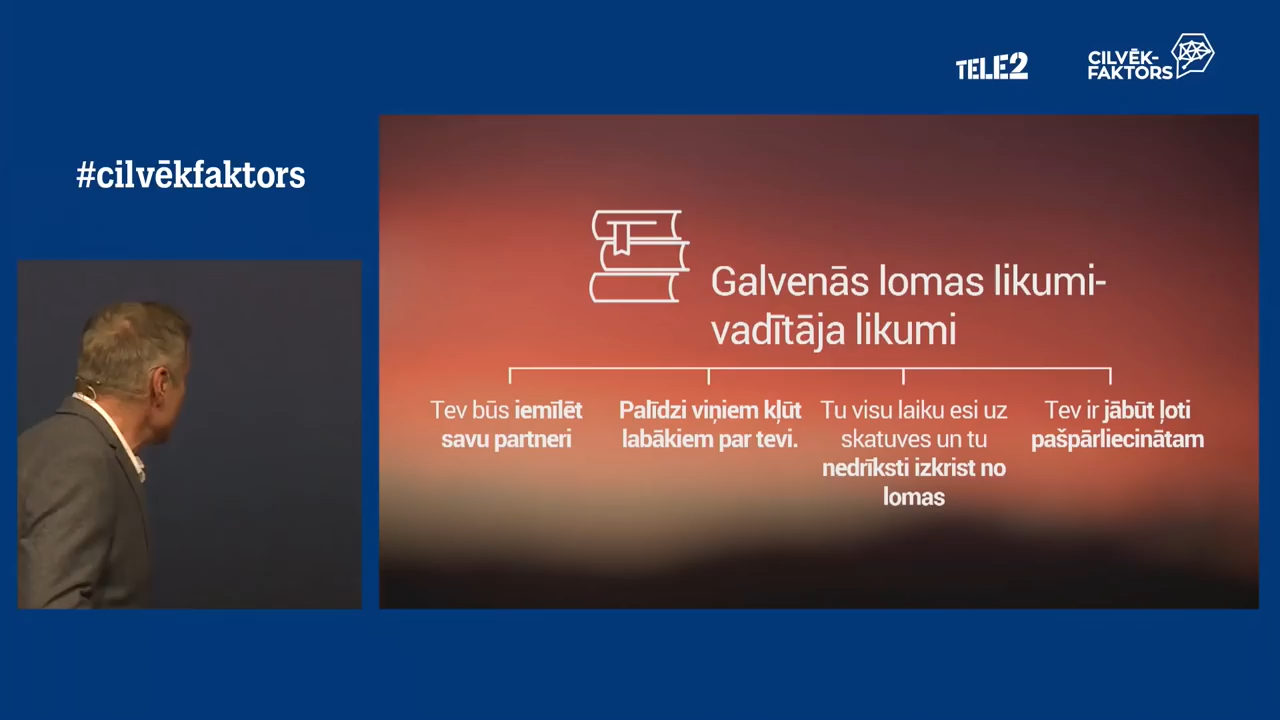 TELE2
CILVĒK-
FAKTORS
#cilvēkfaktors
Galvenās lomas likumi-
vadītāja likumi
Tev būs iemīlēt
savu partneri
Palīdzi viņiem kļūt
labākiem par tevi.
Tu visu laiku esi uz
skatuves un tu
nedrīksti izkrist no
lomas
Tev ir jābūt ļoti
pašpārliecinātam